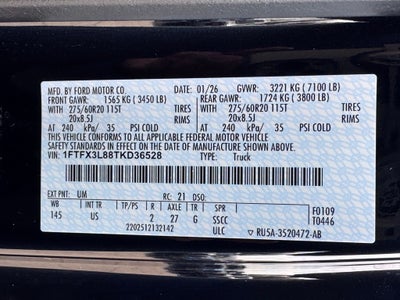 MFD. BY FORD MOTOR CO. 01/26 GVWR: 3221 KG ( 7100 LB)
FRONT GAWR: 1565 KG ( 3450 LB) REAR GAWR: 1724 KG ( 3800 LB)
WITH 275/60R20 115T WITH 275/60R20 115T
20x8.5J 20x8.5J
AT 240 kPa/ 35 PSI COLD AT 240 kPa/ 35 PSI COLD
THIS VEHICLE CONFORMS TO ALL APPLICABLE FEDERAL MOTOR VEHICLE
SAFETY STANDARDS IN EFFECT ON THE DATE OF MANUFACTURE SHOWN ABOVE.
VIN: 1FTFX3L88TKD36528 TYPE: Truck
EXT PNT: UM RC: 21 DSO:
WB INT TR TP/PS R AXLE TR SPR F0109
145 US 2 27 G SSCC T0446
2202512132142 ULC RU5A-3520472-AB